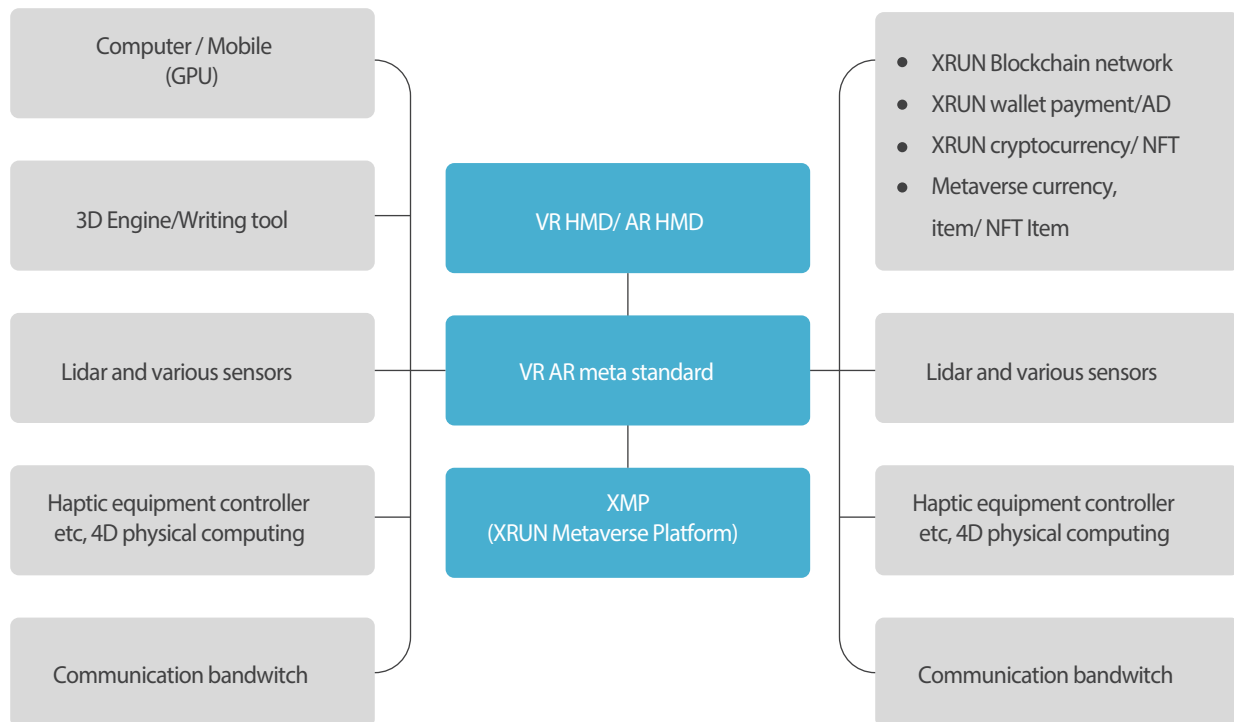 Computer / Mobile
(GPU)
3D Engine/Writing tool
Lidar and various sensors
Haptic equipment controller
etc, 4D physical computing
Communication bandwitch
VR HMD/ AR HMD
VR AR meta standard
XMP
(XRUN Metaverse Platform)
● XRUN Blockchain network
● XRUN wallet payment/AD
● XRUN cryptocurrency/ NFT
● Metaverse currency,
item/ NFT Item
Lidar and various sensors
Haptic equipment controller
etc, 4D physical computing
Communication bandwitch